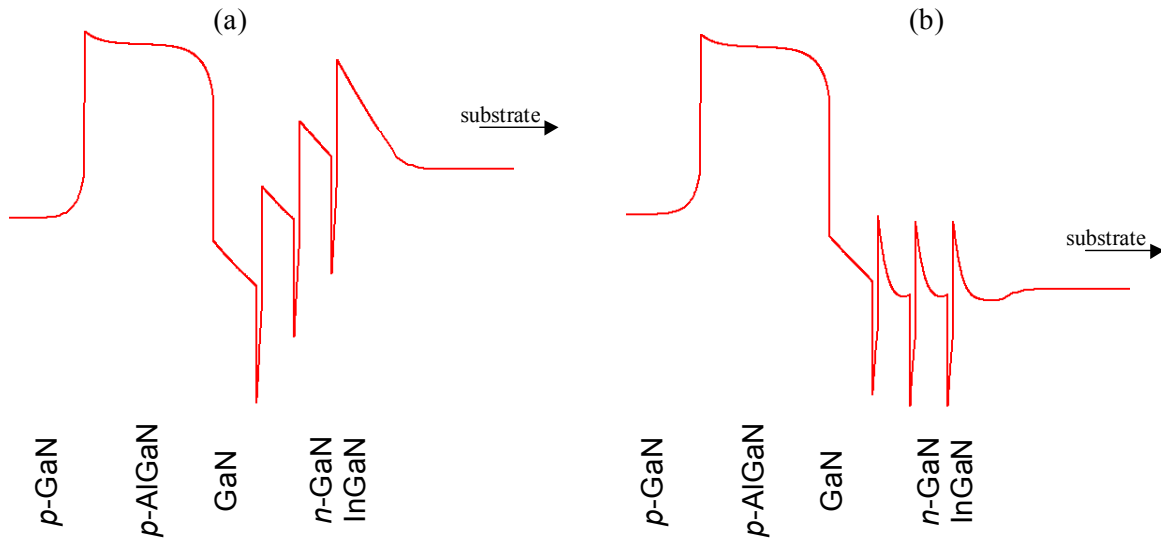 (a)
substrate
p-GaN
p-AlGaN
GaN
n-GaN
InGaN
(b)
substrate
p-GaN
p-AlGaN
GaN
n-GaN
InGaN